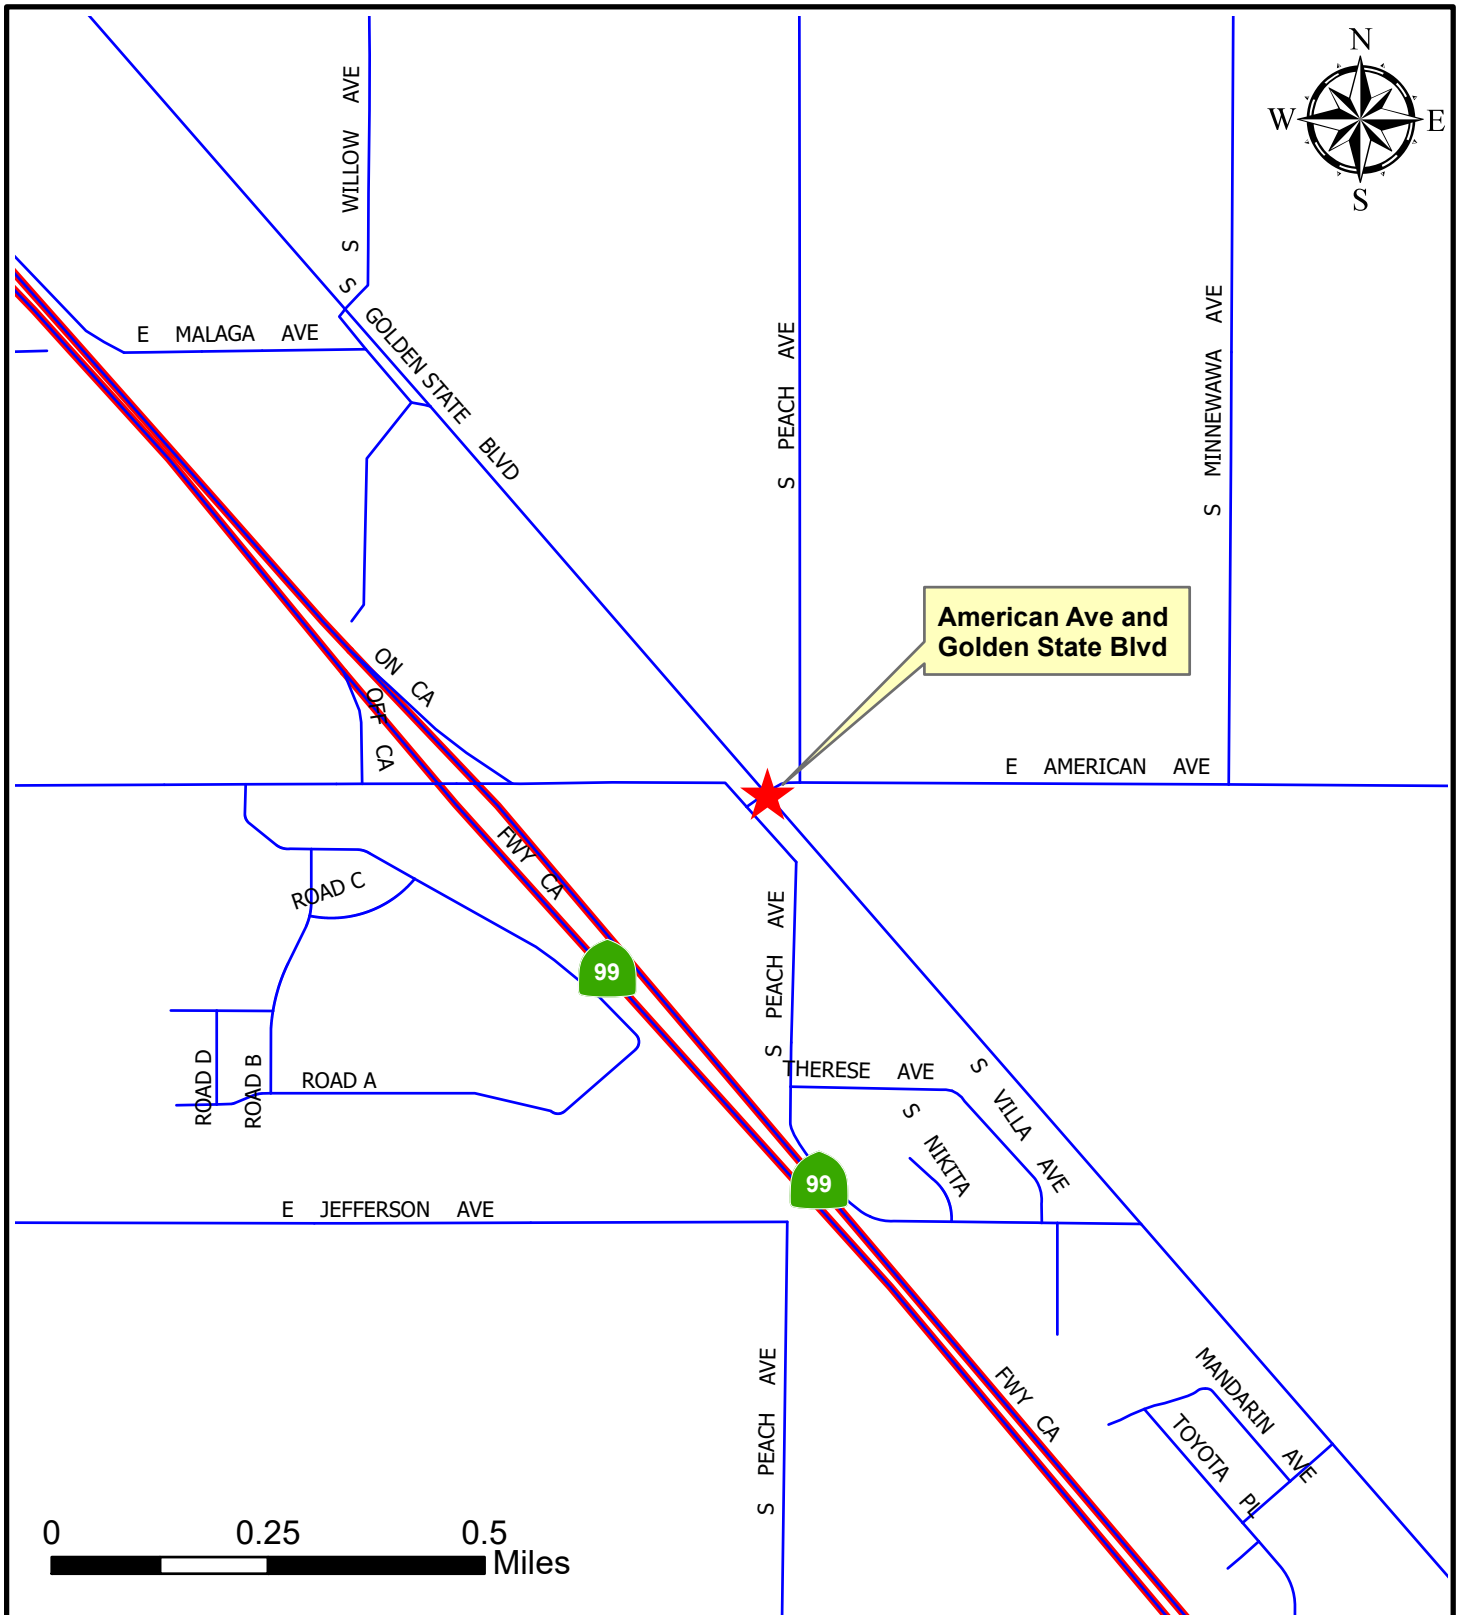 N
W E
S
S WILLOW AVE
E MALAGA AVE
S GOLDEN STATE BLVD
S PEACH AVE
S MINNEWAWA AVE
American Ave and
Golden State Blvd
ON CA
OFF CA
E AMERICAN AVE
FWY CA
ROAD C
99
S PEACH AVE
ROAD D
ROAD B
ROAD A
THERESE AVE
S VILLA AVE
S NIKITA
99
E JEFFERSON AVE
S PEACH AVE
FWY CA
MANDARIN AVE
TOYOTA PL
0 0.25 0.5
Miles